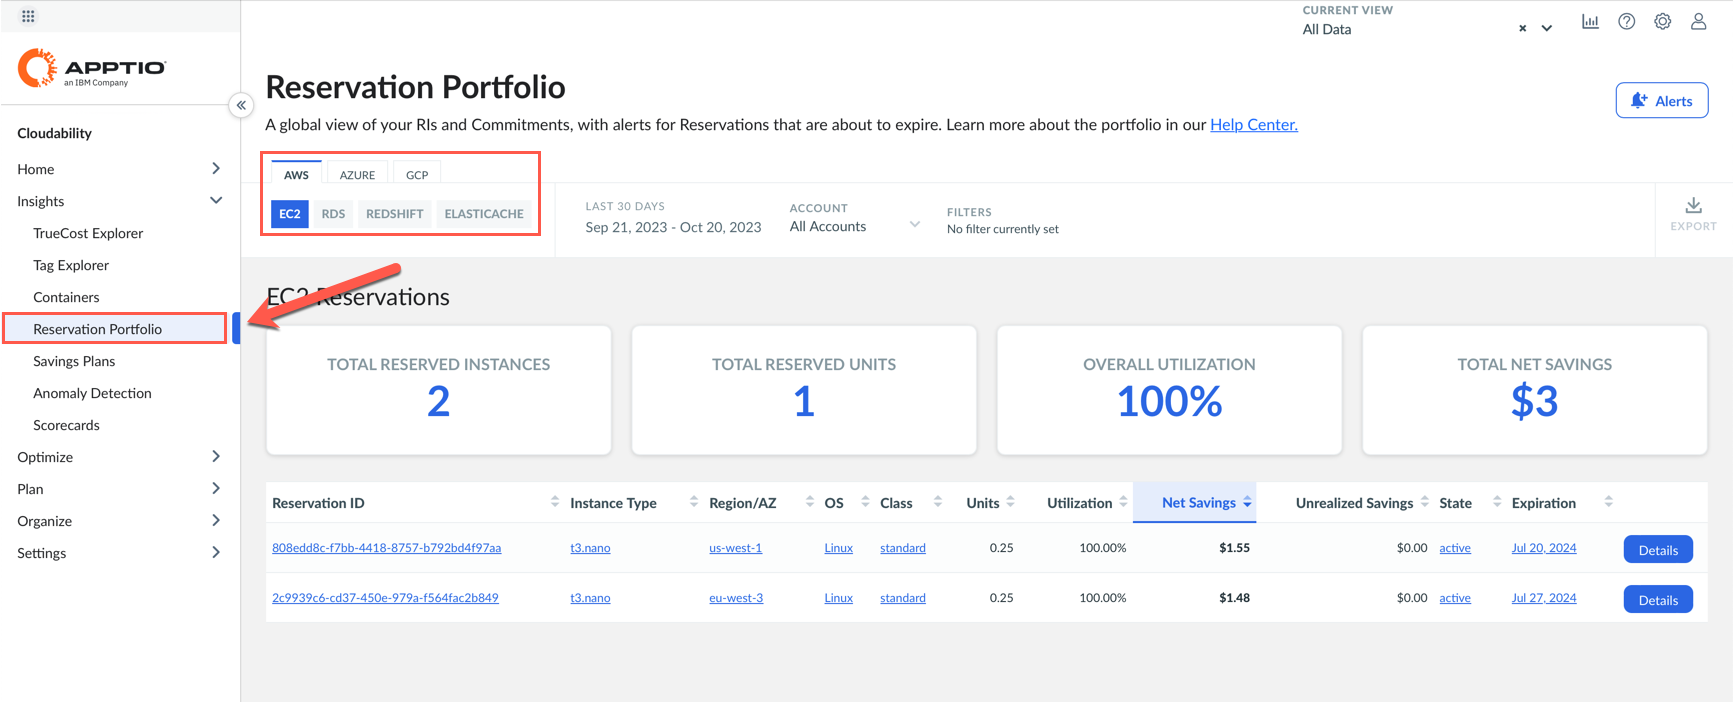 CURRENT VIEW
All Data
APPTIO
an IBM Company
Cloudability
Home
Insights
TrueCost Explorer
Tag Explorer
Containers
Reservation Portfolio
Savings Plans
Anomaly Detection
Scorecards
Optimize
Plan
Organize
Settings
Reservation Portfolio
Alerts
A global view of your RIs and Commitments, with alerts for Reservations that are about to expire. Learn more about the portfolio in our Help Center.
AWS AZURE GCP
EC2 RDS REDSHIFT ELASTICACHE
LAST 30 DAYS
Sep 21, 2023 - Oct 20, 2023
ACCOUNT
All Accounts
FILTERS
No filter currently set
EXPORT
EC2 Reservations
TOTAL RESERVED INSTANCES
2
TOTAL RESERVED UNITS
1
OVERALL UTILIZATION
100%
TOTAL NET SAVINGS
$3
Reservation ID Instance Type Region/AZ OS Class Units Utilization Net Savings Unrealized Savings State Expiration
808edd8c-f7bb-4418-8757-b792bd4f97aa t3.nano us-west-1 Linux standard 0.25 100.00% $1.55 $0.00 active Jul 20, 2024 Details
2c9939c6-cd37-450e-979a-f564fac2b849 t3.nano eu-west-3 Linux standard 0.25 100.00% $1.48 $0.00 active Jul 27, 2024 Details